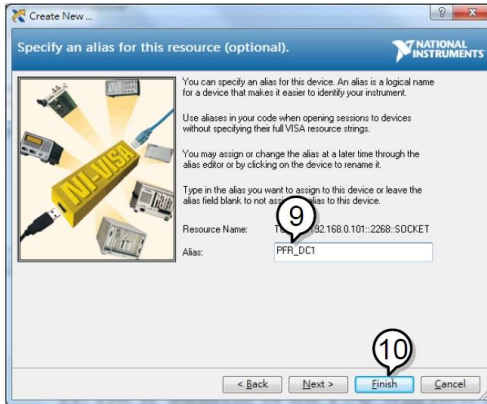 Create New ...
Specify an alias for this resource (optional).
NATIONAL
INSTRUMENTS
You can specify an alias for this device. An alias is a logical name
for a device that makes it easier to identify your instrument.
Use aliases in your code when opening sessions to devices
without specifying their full VISA resource strings.
You may assign or change the alias at a later time through the
alias editor or by clicking on the device to rename it.
Type in the alias you want to assign to this device or leave the
alias field blank to not alias to this device.
NI-VISA
9
Resource Name: 92.168.0.101::2268::SOCKET
Alias: PFR_DC1
10
< Back Next > Finish Cancel